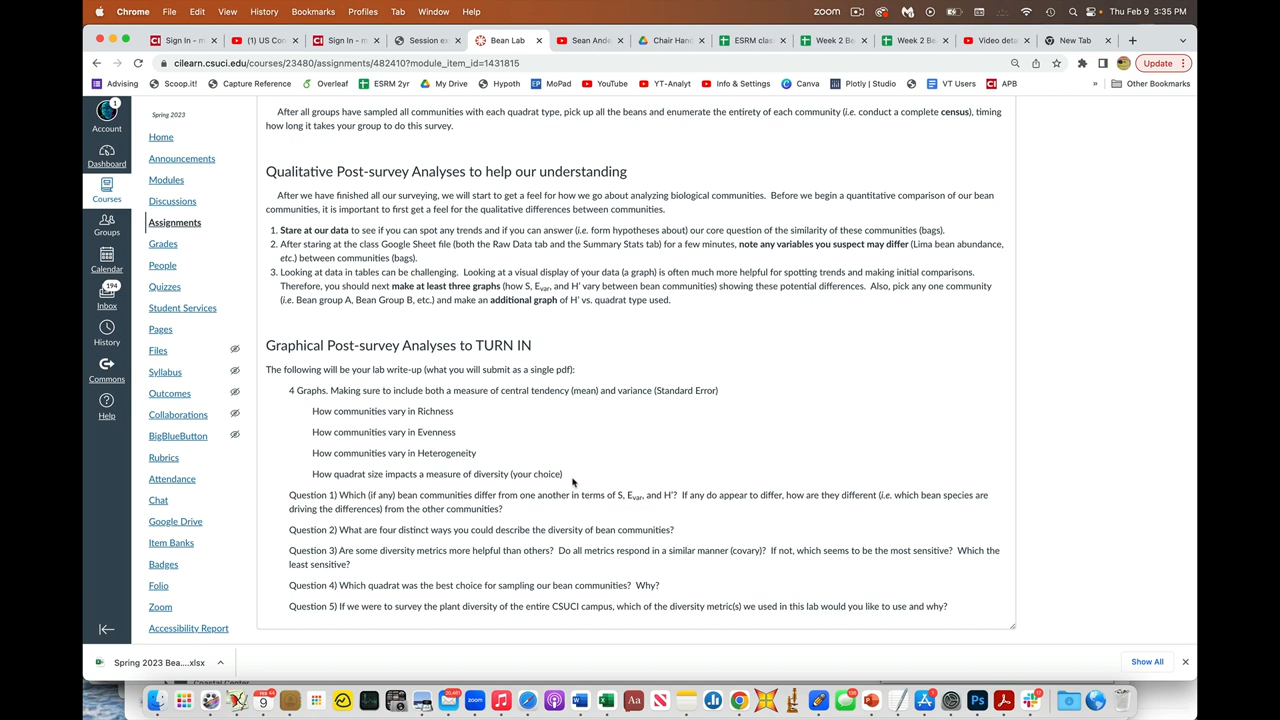 Chrome File Edit View History Bookmarks Profiles Tab Window Help
zoom Thu Feb 9 3:35 PM
Sign In - m (1) US Con Sign In - m Session ex Bean Lab Sean Ande Chair Hand ESRM clas Week 2 Bo Week 2 Be Video deta New Tab
cilearn.csuci.edu/courses/23480/assignments/482410?module_item_id=1431815
Update
Advising Scoop.it! Capture Reference Overleaf ESRM 2yr My Drive Hypoth MoPad YouTube YT-Analyt Info & Settings Canva Plotly | Studio VT Users APB » Other Bookmarks
1
Account
Dashboard
Courses
Groups
Calendar
194
Inbox
History
Commons
Help
Spring 2023
Home
Announcements
Modules
Discussions
Assignments
Grades
People
Quizzes
Student Services
Pages
Files
Syllabus
Outcomes
Collaborations
BigBlueButton
Rubrics
Attendance
Chat
Google Drive
Item Banks
Badges
Folio
Zoom
Accessibility Report
After all groups have sampled all communities with each quadrat type, pick up all the beans and enumerate the entirety of each community (i.e. conduct a complete census), timing
how long it takes your group to do this survey.
Qualitative Post-survey Analyses to help our understanding
After we have finished all our surveying, we will start to get a feel for how we go about analyzing biological communities. Before we begin a quantitative comparison of our bean
communities, it is important to first get a feel for the qualitative differences between communities.
1. Stare at our data to see if you can spot any trends and if you can answer (i.e. form hypotheses about) our core question of the similarity of these communities (bags).
2. After staring at the class Google Sheet file (both the Raw Data tab and the Summary Stats tab) for a few minutes, note any variables you suspect may differ (Lima bean abundance,
etc.) between communities (bags).
3. Looking at data in tables can be challenging. Looking at a visual display of your data (a graph) is often much more helpful for spotting trends and making initial comparisons.
Therefore, you should next make at least three graphs (how S, Evar, and H' vary between bean communities) showing these potential differences. Also, pick any one community
(i.e. Bean group A, Bean Group B, etc.) and make an additional graph of H' vs. quadrat type used.
Graphical Post-survey Analyses to TURN IN
The following will be your lab write-up (what you will submit as a single pdf):
4 Graphs. Making sure to include both a measure of central tendency (mean) and variance (Standard Error)
How communities vary in Richness
How communities vary in Evenness
How communities vary in Heterogeneity
How quadrat size impacts a measure of diversity (your choice)
Question 1) Which (if any) bean communities differ from one another in terms of S, Evar, and H'? If any do appear to differ, how are they different (i.e. which bean species are
driving the differences) from the other communities?
Question 2) What are four distinct ways you could describe the diversity of bean communities?
Question 3) Are some diversity metrics more helpful than others? Do all metrics respond in a similar manner (covary)? If not, which seems to be the most sensitive? Which the
least sensitive?
Question 4) Which quadrat was the best choice for sampling our bean communities? Why?
Question 5) If we were to survey the plant diversity of the entire CSUCI campus, which of the diversity metric(s) we used in this lab would you like to use and why?
Spring 2023 Bea....xlsx
Show All